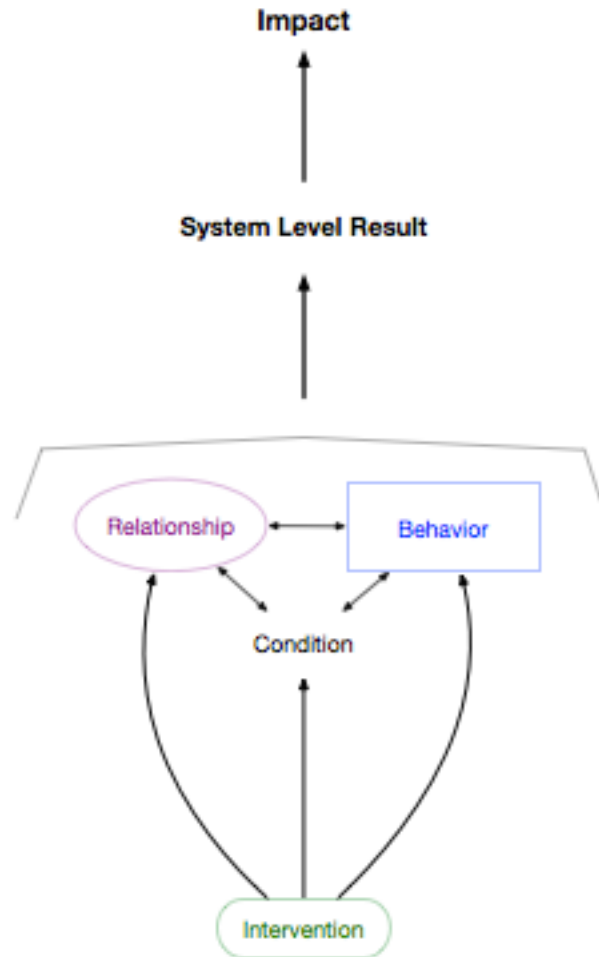 Impact
System Level Result
Relationship
Behavior
Condition
Intervention